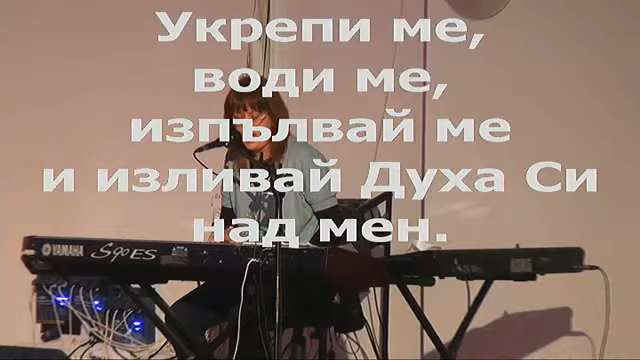 Укрепи ме,
води ме,
изпълвай ме
и изливай Духа Си
над мен.
YAMAHA S90ES
KORG